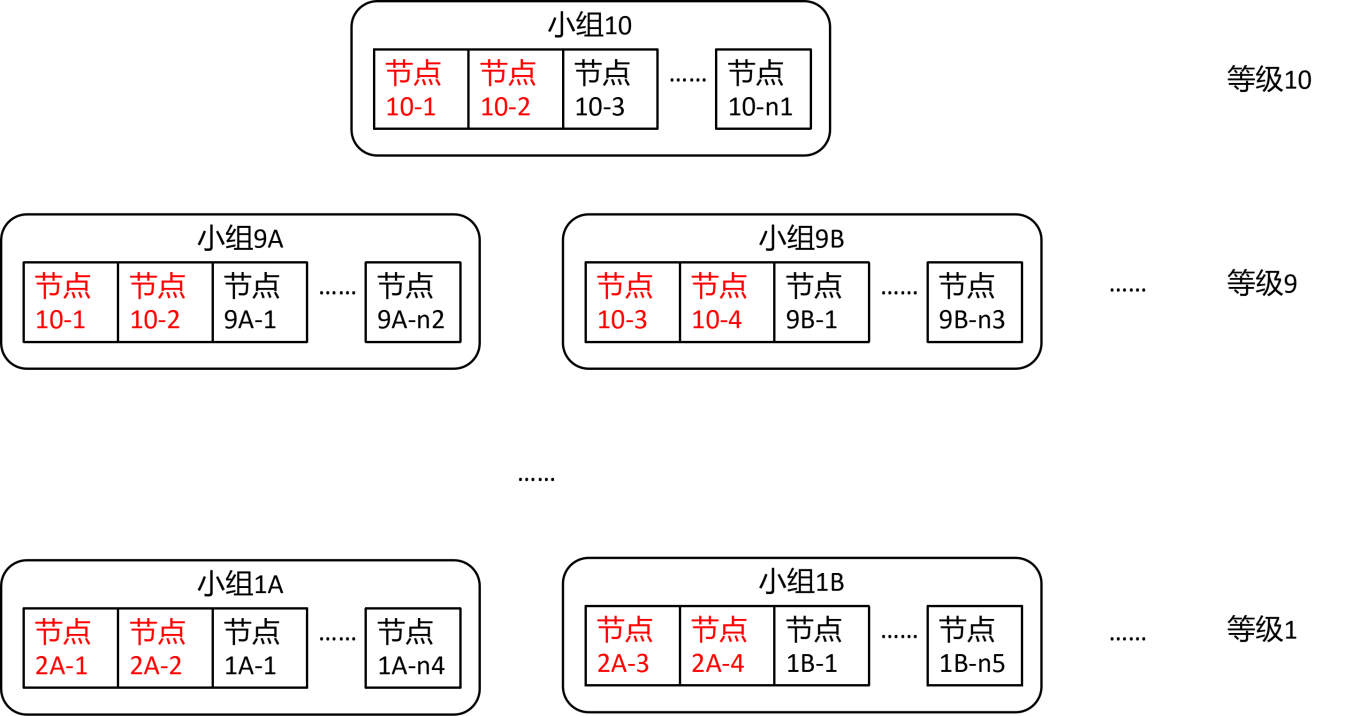 小组10
节点 节点 节点 …… 节点
10-1 10-2 10-3 10-n1
等级10
小组9A
节点 节点 节点 …… 节点
10-1 10-2 9A-1 9A-n2
小组9B
节点 节点 节点 …… 节点
10-3 10-4 9B-1 9B-n3
……
等级9
……
小组1A
节点 节点 节点 …… 节点
2A-1 2A-2 1A-1 1A-n4
小组1B
节点 节点 节点 …… 节点
2A-3 2A-4 1B-1 1B-n5
……
等级1